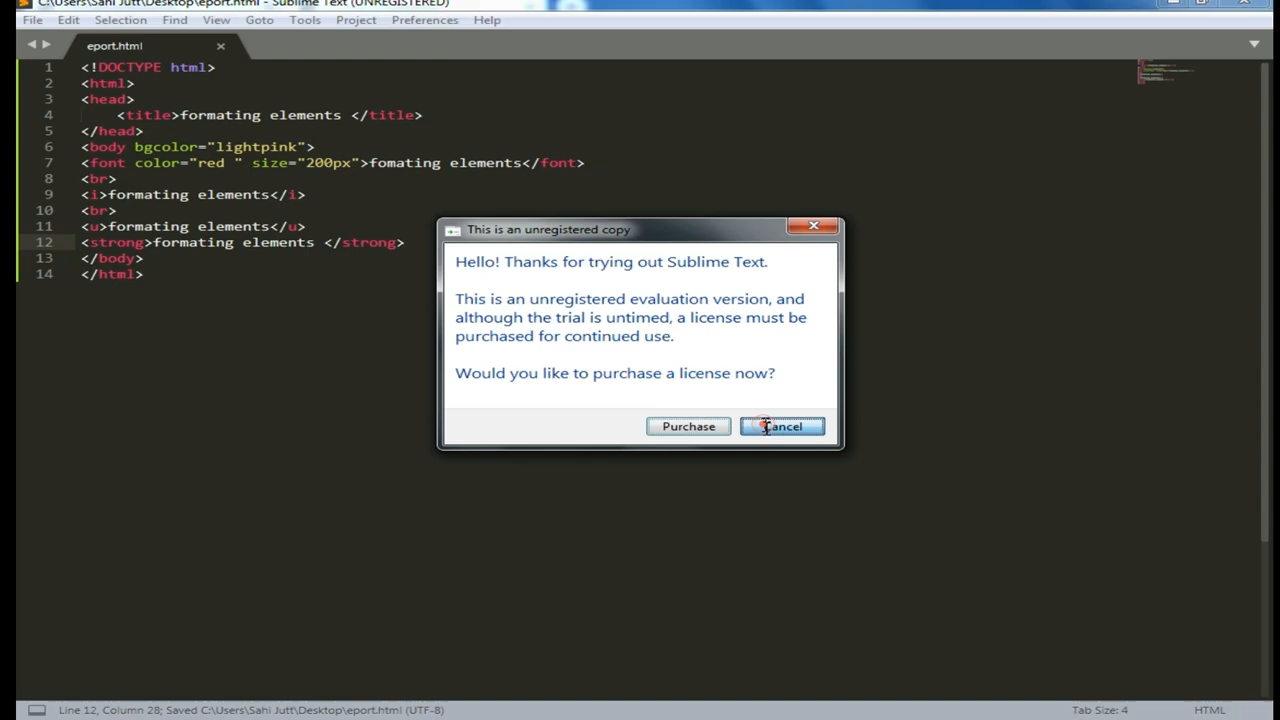 C:\Users\Sahi Jutt\Desktop\eport.html - Sublime Text (UNREGISTERED)
File Edit Selection Find View Goto Tools Project Preferences Help
eport.html
1 <!DOCTYPE html>
2 <html>
3 <head>
4 <title>formating elements </title>
5 </head>
6 <body bgcolor="lightpink">
7 <font color="red " size="200px">fomating elements</font>
8 <br>
9 <i>formating elements</i>
10 <br>
11 <u>formating elements</u>
12 <strong>formating elements </strong>
13 </body>
14 </html>
This is an unregistered copy
Hello! Thanks for trying out Sublime Text.
This is an unregistered evaluation version, and
although the trial is untimed, a license must be
purchased for continued use.
Would you like to purchase a license now?
Purchase Cancel
Line 12, Column 28; Saved C:\Users\Sahi Jutt\Desktop\eport.html (UTF-8) Tab Size: 4 HTML